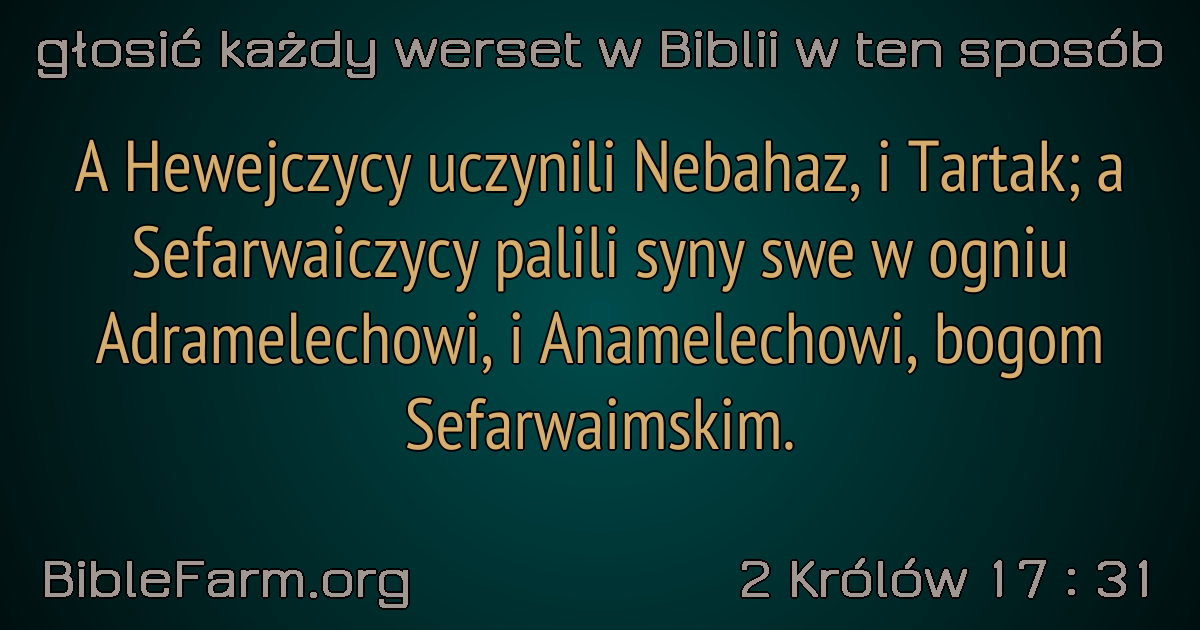 głosić każdy werset w Biblii w ten sposób
A Hewejczycy uczynili Nebahaz, i Tartak; a
Sefarwaiczycy palili syny swe w ogniu
Adramelechowi, i Anamelechowi, bogom
Sefarwaimskim.
BibleFarm.org
2 Królów 17 : 31